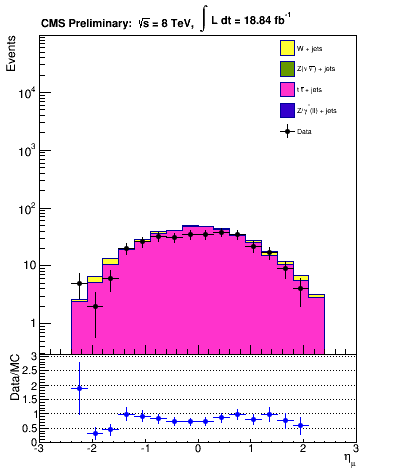 CMS Preliminary: √s = 8 TeV, ∫ L dt = 18.84 fb⁻¹
Events
W + jets
Z(ν ν̅) + jets
t t̅ + jets
Z/γ*(ll) + jets
Data
10⁴
10³
10²
10
1
Data/MC
3
2.5
2
1.5
1
0.5
0
-3 -2 -1 0 1 2 3
η_μ